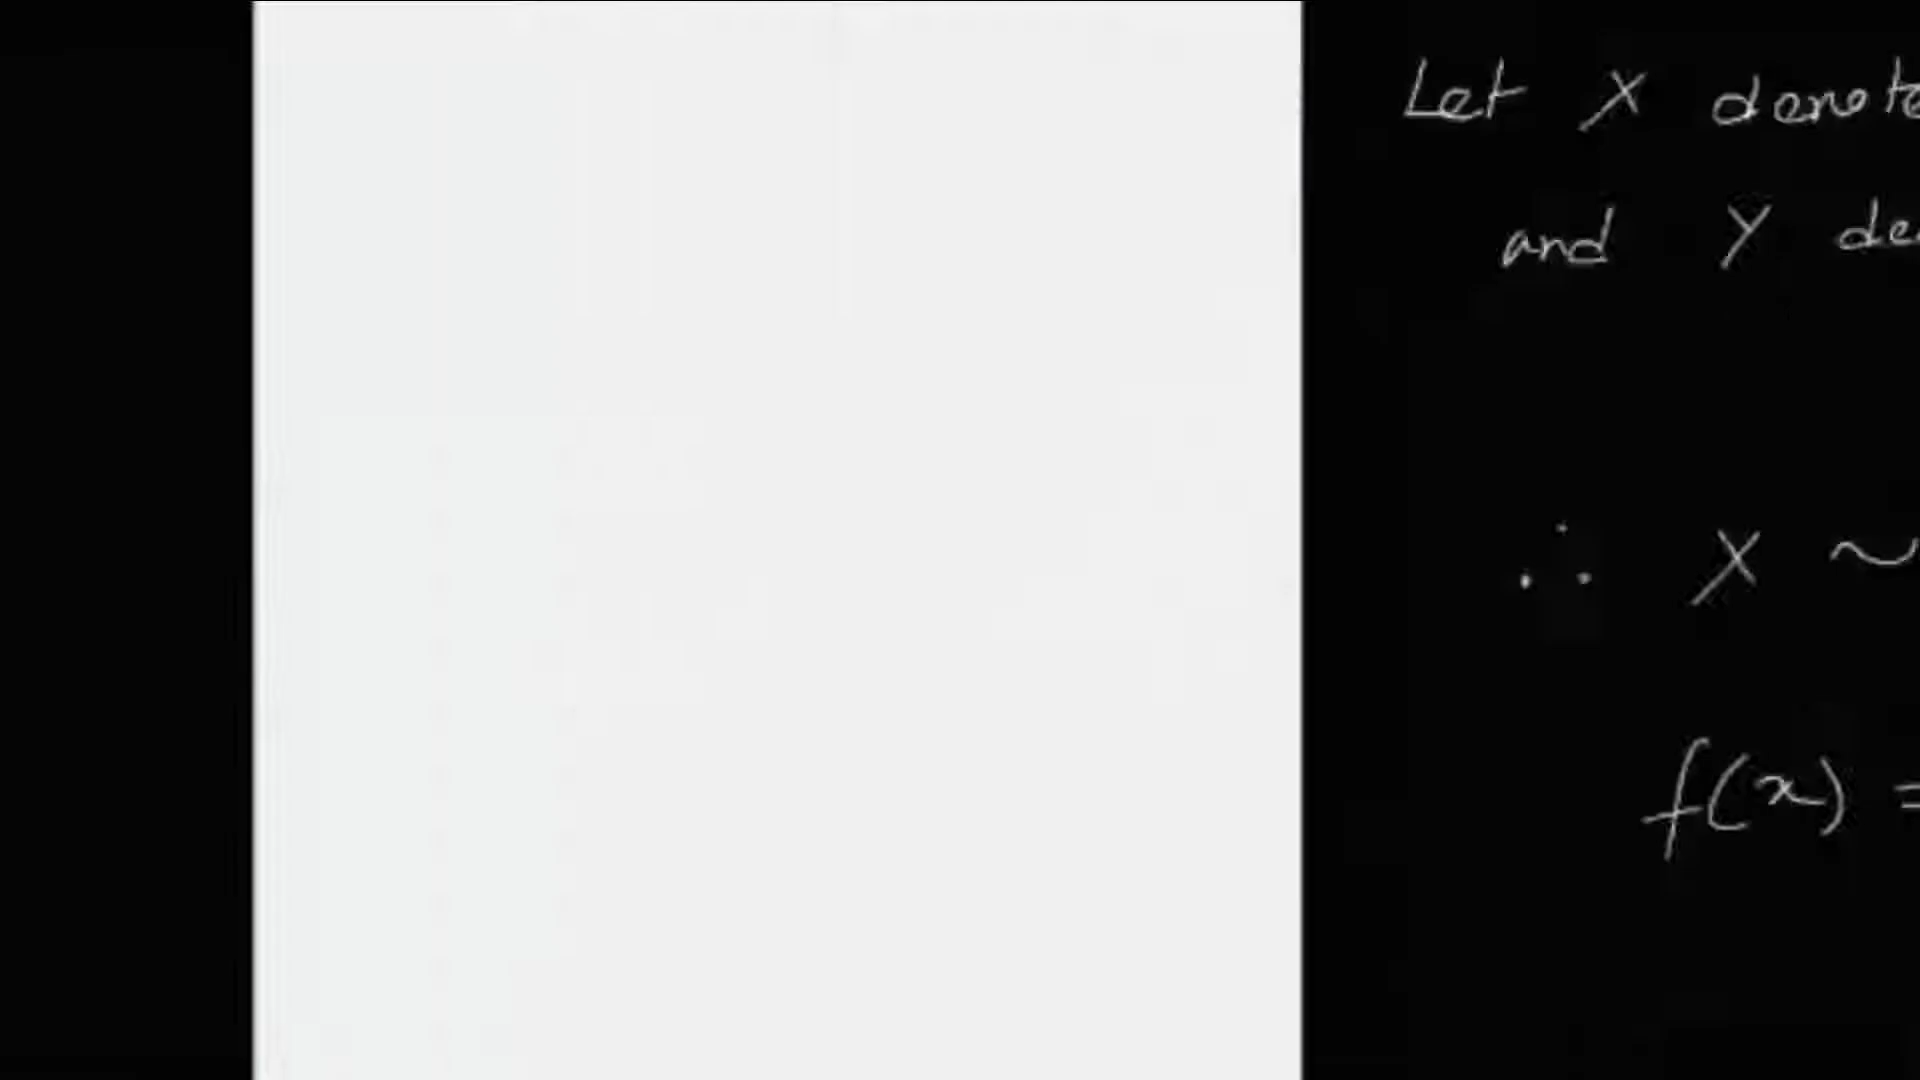 Let X denote
and Y de
∴ X ~
f(x) =